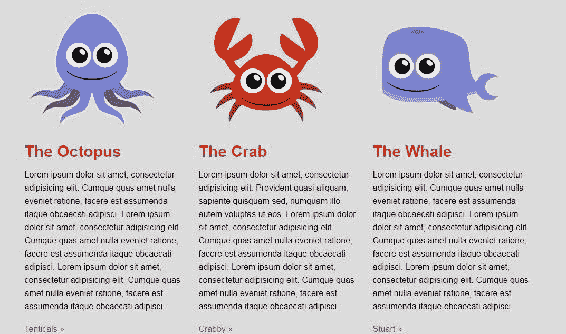 The Octopus
Lorem ipsum dolor sit amet, consectetur
adipisicing elit. Cumque quas amet nulla
eveniet ratione, facere est assumenda
itaque obcaecati adipisci. Lorem ipsum
dolor sit amet, consectetur adipisicing elit.
Cumque quas amet nulla eveniet ratione,
facere est assumenda itaque obcaecati
adipisci. Lorem ipsum dolor sit amet,
consectetur adipisicing elit. Cumque quas
amet nulla eveniet ratione, facere est
assumenda itaque obcaecati adipisci.
Tenticals »
The Crab
Lorem ipsum dolor sit amet, consectetur
adipisicing elit. Provident quasi aliquam,
sapiente quisquam sed, numquam illo
autem voluptas ut eos. Lorem ipsum dolor
sit amet, consectetur adipisicing elit.
Cumque quas amet nulla eveniet ratione,
facere est assumenda itaque obcaecati
adipisci. Lorem ipsum dolor sit amet,
consectetur adipisicing elit. Cumque quas
amet nulla eveniet ratione, facere est
assumenda itaque obcaecati adipisci.
Crabby »
The Whale
Lorem ipsum dolor sit amet, consectetur
adipisicing elit. Cumque quas amet nulla
eveniet ratione, facere est assumenda
itaque obcaecati adipisci. Lorem ipsum
dolor sit amet, consectetur adipisicing elit.
Cumque quas amet nulla eveniet ratione,
facere est assumenda itaque obcaecati
adipisci. Lorem ipsum dolor sit amet,
consectetur adipisicing elit. Cumque quas
amet nulla eveniet ratione, facere est
assumenda itaque obcaecati adipisci.
Stuart »